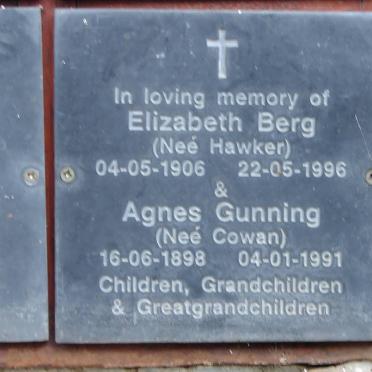 In loving memory of
Elizabeth Berg
(Neé Hawker)
04-05-1906 22-05-1996
&
Agnes Gunning
(Neé Cowan)
16-06-1898 04-01-1991
Children, Grandchildren
& Greatgrandchildren